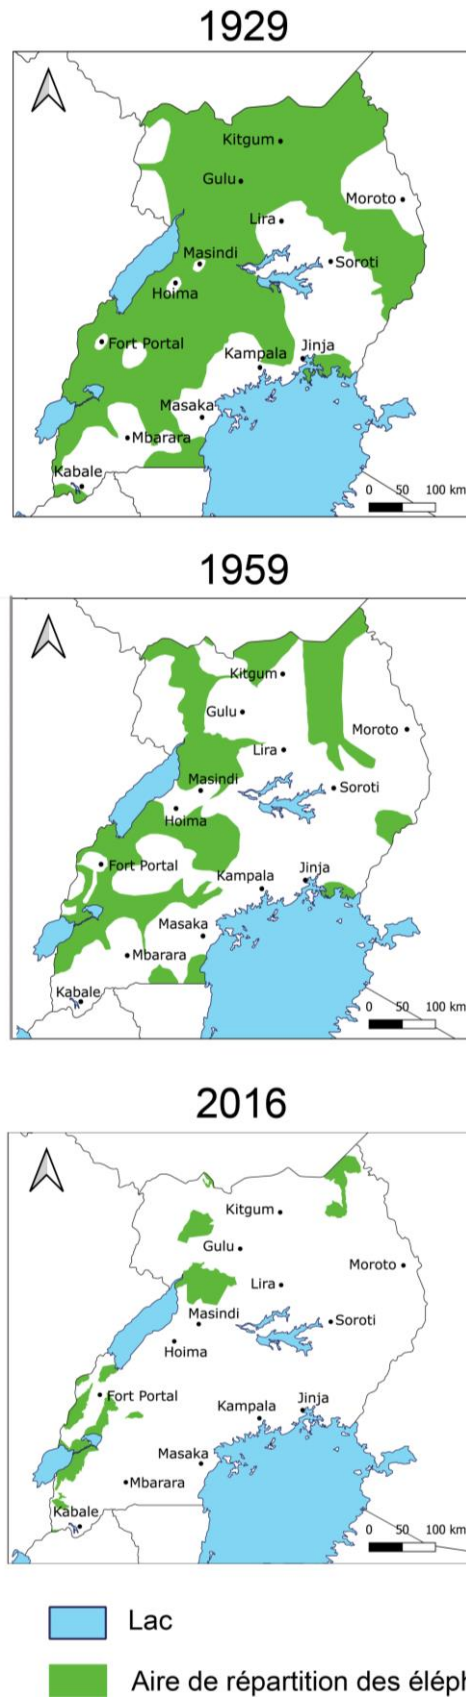 1929
Kitgum
Gulu
Moroto
Lira
Masindi
Soroti
Hoima
Fort Portal
Jinja
Kampala
Masaka
Mbarara
Kabale
0 50 100 km
1959
Kitgum
Gulu
Moroto
Lira
Masindi
Soroti
Hoima
Fort Portal
Jinja
Kampala
Masaka
Mbarara
Kabale
0 50 100 km
2016
Kitgum
Gulu
Moroto
Lira
Masindi
Soroti
Hoima
Fort Portal
Jinja
Kampala
Masaka
Mbarara
Kabale
0 50 100 km
Lac
Aire de répartition des éléph